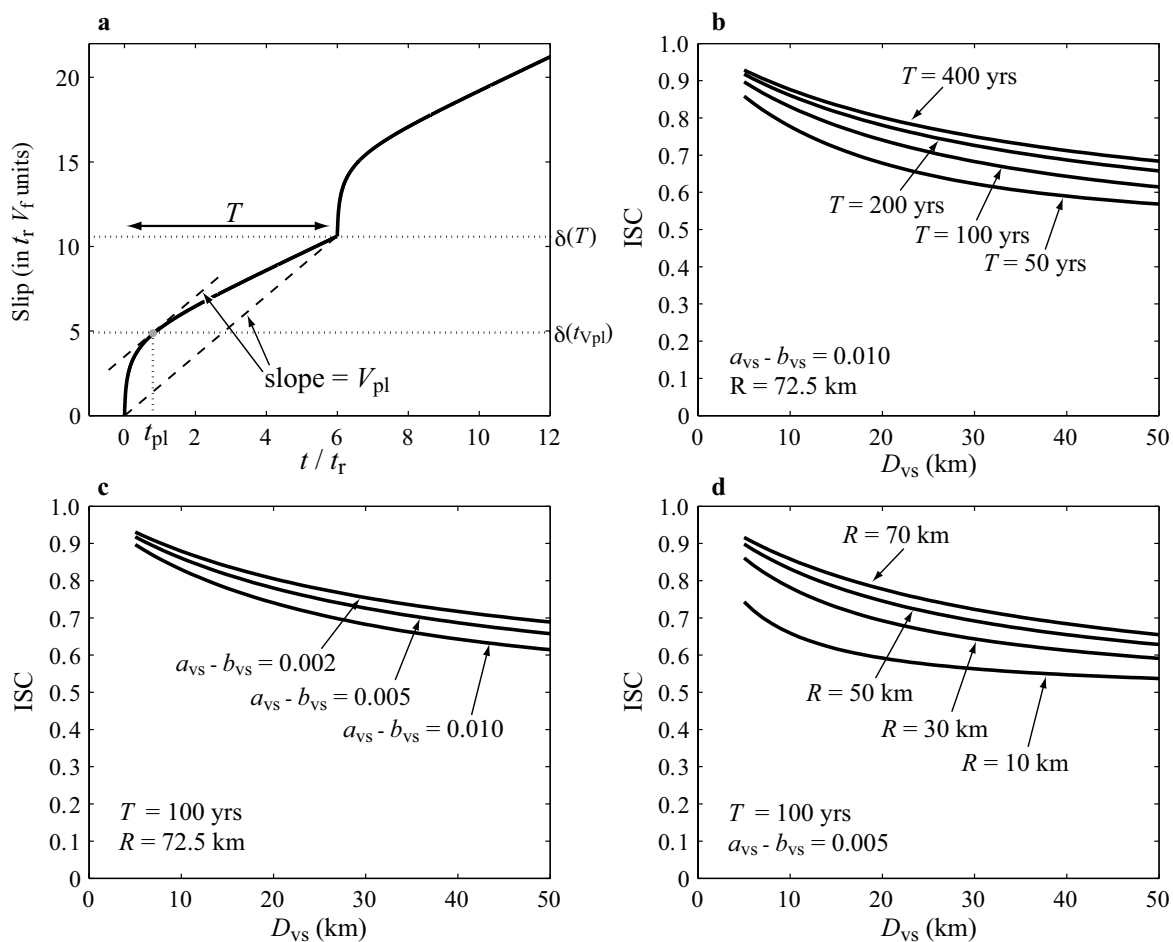 a
Slip (in t_r V_f units)
20
15
10
5
0
T
δ(T)
δ(t_Vpl)
slope = V_pl
0
t_pl
2
4
6
8
10
12
t / t_r
b
ISC
1.0
0.9
0.8
0.7
0.6
0.5
0.4
0.3
0.2
0.1
0
T = 400 yrs
T = 200 yrs
T = 100 yrs
T = 50 yrs
a_vs - b_vs = 0.010
R = 72.5 km
0
10
20
30
40
50
D_vs (km)
c
ISC
1.0
0.9
0.8
0.7
0.6
0.5
0.4
0.3
0.2
0.1
0
a_vs - b_vs = 0.002
a_vs - b_vs = 0.005
a_vs - b_vs = 0.010
T = 100 yrs
R = 72.5 km
0
10
20
30
40
50
D_vs (km)
d
ISC
1.0
0.9
0.8
0.7
0.6
0.5
0.4
0.3
0.2
0.1
0
R = 70 km
R = 50 km
R = 30 km
R = 10 km
T = 100 yrs
a_vs - b_vs = 0.005
0
10
20
30
40
50
D_vs (km)